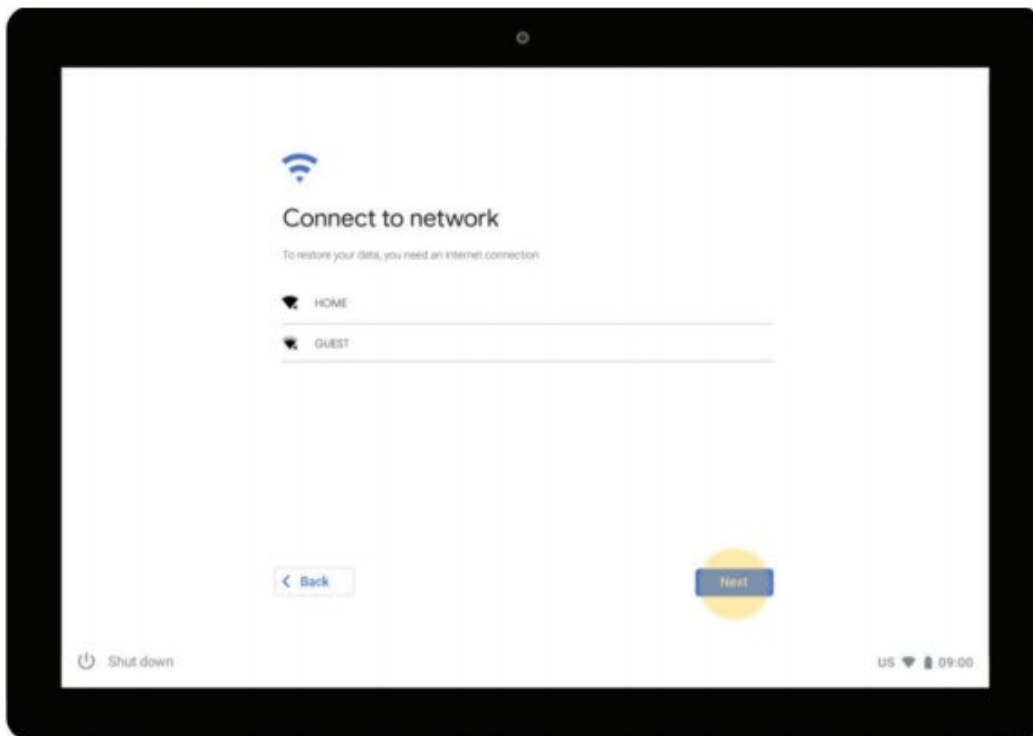 Connect to network
To restore your data, you need an internet connection
HOME
GUEST
Back
Next
Shut down
US 09:00